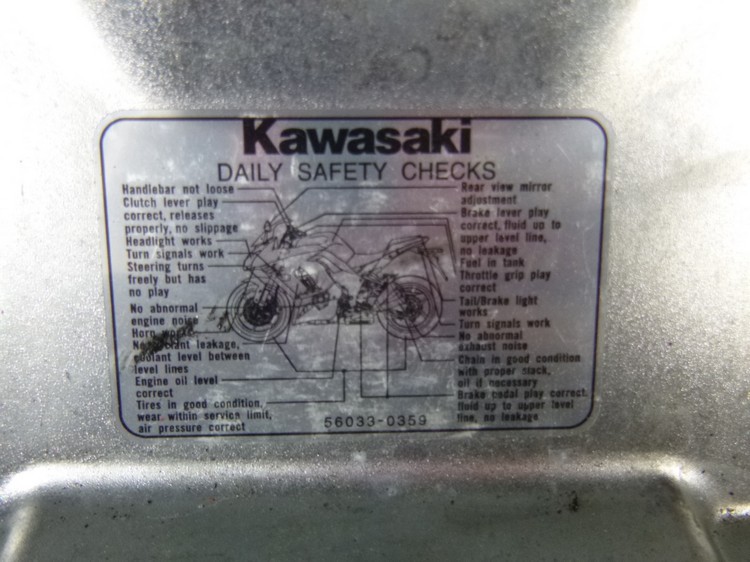 Kawasaki
DAILY SAFETY CHECKS
Handlebar not loose
Clutch lever play
correct, releases
properly, no slippage
Headlight works
Turn signals work
Steering turns
freely but has
no play
No abnormal
engine noise
Horn works
No coolant leakage,
coolant level between
level lines
Engine oil level
correct
Tires in good condition,
wear within service limit,
air pressure correct
Rear view mirror
adjustment
Brake lever play
correct, fluid up to
upper level line,
no leakage
Fuel in tank
Throttle grip play
correct
Tail/Brake light
works
Turn signals work
No abnormal
exhaust noise
Chain in good condition
with proper slack,
oil if necessary
Brake pedal play correct,
fluid up to upper level
line, no leakage
56033-0359